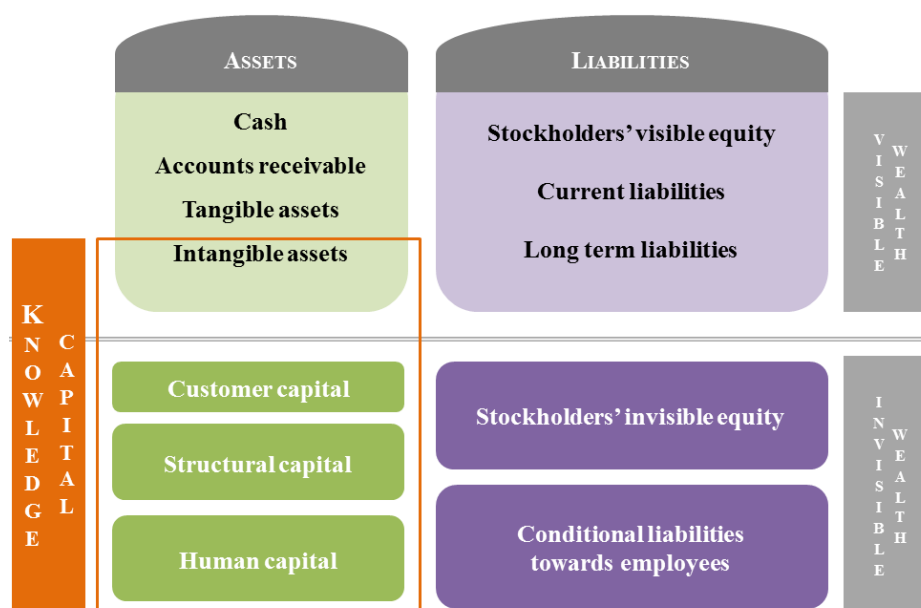 ASSETS
LIABILITIES
Cash
Accounts receivable
Tangible assets
Intangible assets
Stockholders' visible equity
Current liabilities
Long term liabilities
VISIBLE
WEALTH
KNOWLEDGE
CAPITAL
Customer capital
Structural capital
Human capital
Stockholders' invisible equity
Conditional liabilities
towards employees
INVISIBLE
WEALTH